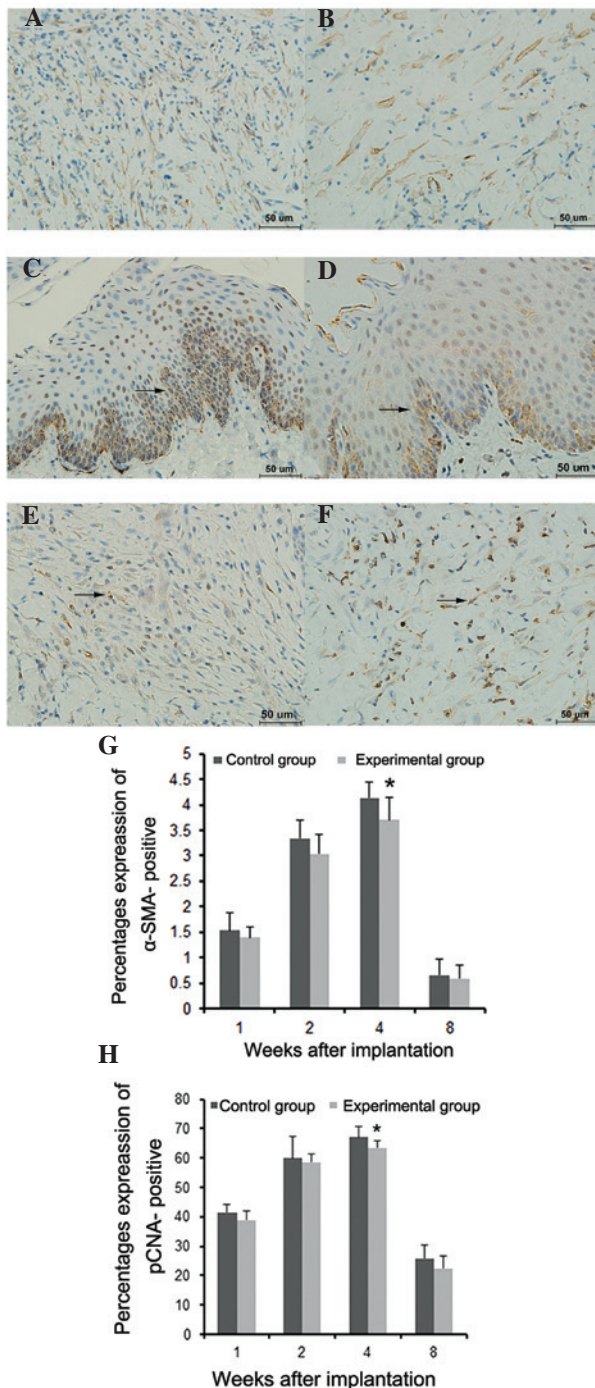 A
B
50 um
50 um
C
D
50 um
50 um
E
F
50 um
50 um
G
Control group
Experimental group
Percentages expreassion of
α-SMA- positive
5
4.5
4
3.5
3
2.5
2
1.5
1
0.5
0
*
1 2 4 8
Weeks after implantation
H
Control group
Experimental group
Percentages expreassion of
pCNA- positive
80
70
60
50
40
30
20
10
0
*
1 2 4 8
Weeks after implantation